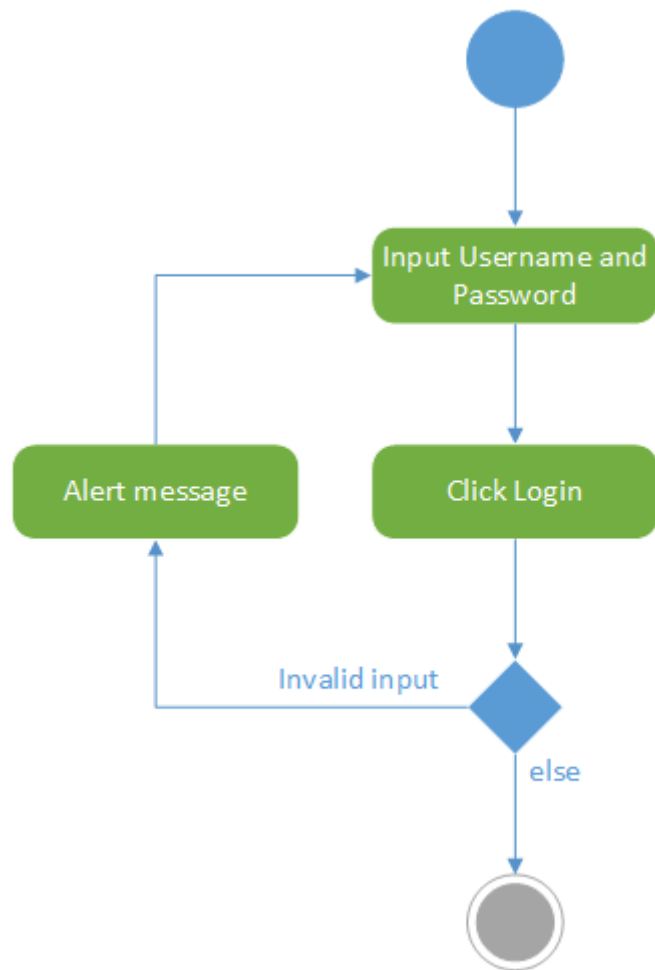 Input Username and
Password
Alert message
Click Login
Invalid input
else